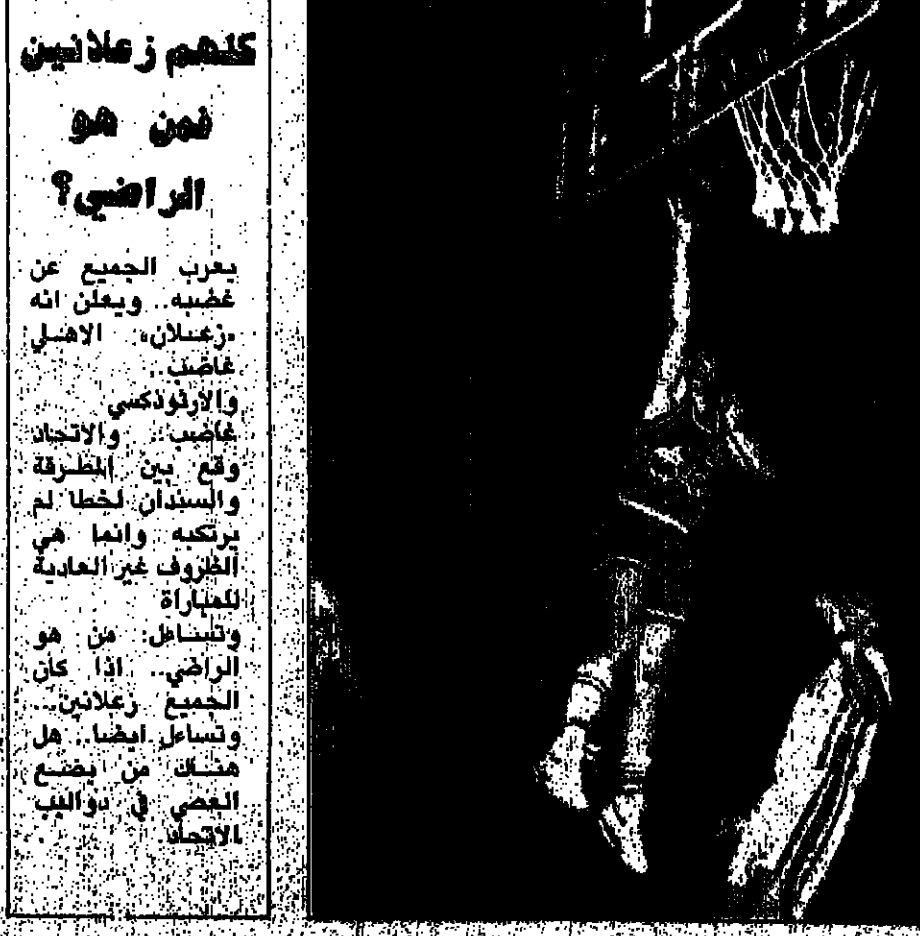 كلهم زعلانين
فمن هو
الراضي؟
يعرب الجميع عن
غضبه.. ويعلن انه
«زعلان» الاهلي
غاضب..
والارثوذكسي
غاضب.. والاتحاد
وقع بين المطرقة
والسندان لخطا لم
يرتكبه وانما هي
الظروف غير العادية
للمباراة
وتساءل: من هو
الراضي.. اذا كان
الجميع زعلانين..
وتساءل ايضا.. هل
هناك من يضع
العصي في دواليب
الاتحاد